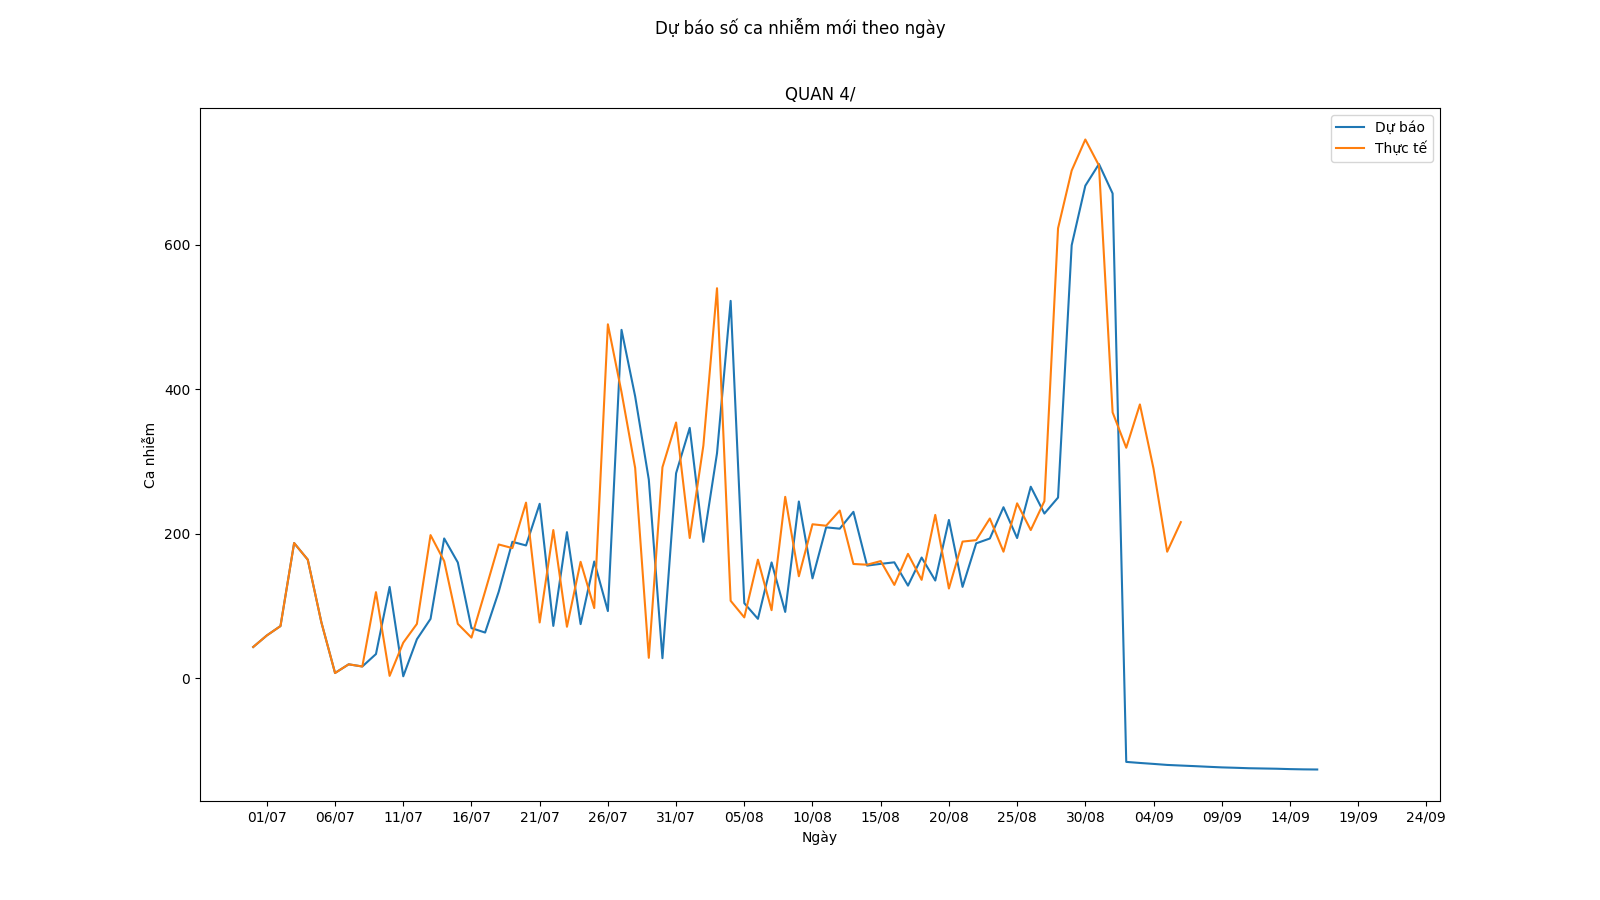 Dự báo số ca nhiễm mới theo ngày
QUAN 4/
Dự báo
Thực tế
600
400
200
0
Ca nhiễm
01/07 06/07 11/07 16/07 21/07 26/07 31/07 05/08 10/08 15/08 20/08 25/08 30/08 04/09 09/09 14/09 19/09 24/09
Ngày